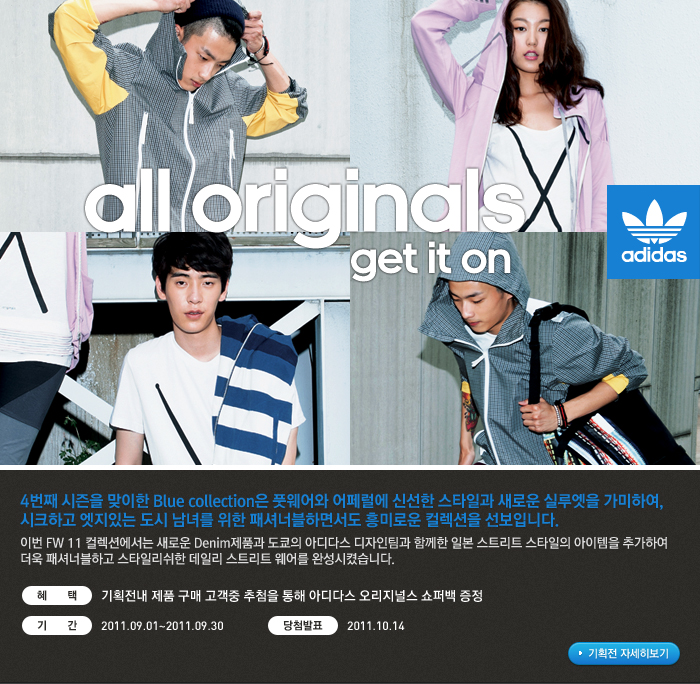 all originals
get it on
adidas
4번째 시즌을 맞이한 Blue collection은 풋웨어와 어페럴에 신선한 스타일과 새로운 실루엣을 가미하여,
시크하고 엣지있는 도시 남녀를 위한 패셔너블하면서도 흥미로운 컬렉션을 선보입니다.
이번 FW 11 컬렉션에서는 새로운 Denim제품과 도쿄의 아디다스 디자인팀과 함께한 일본 스트리트 스타일의 아이템을 추가하여
더욱 패셔너블하고 스타일리쉬한 데일리 스트리트 웨어를 완성시켰습니다.
혜 택 기획전내 제품 구매 고객중 추첨을 통해 아디다스 오리지널스 쇼퍼백 증정
기 간 2011.09.01~2011.09.30 당첨발표 2011.10.14
기획전 자세히보기